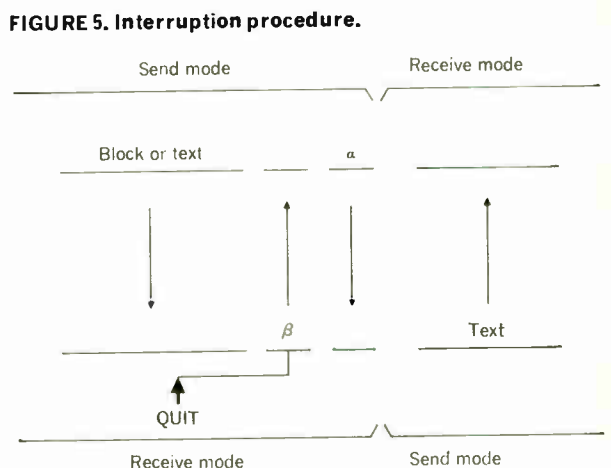 FIGURE 5. Interruption procedure.
Send mode
Receive mode
Block or text
α
β
Text
QUIT
Receive mode
Send mode